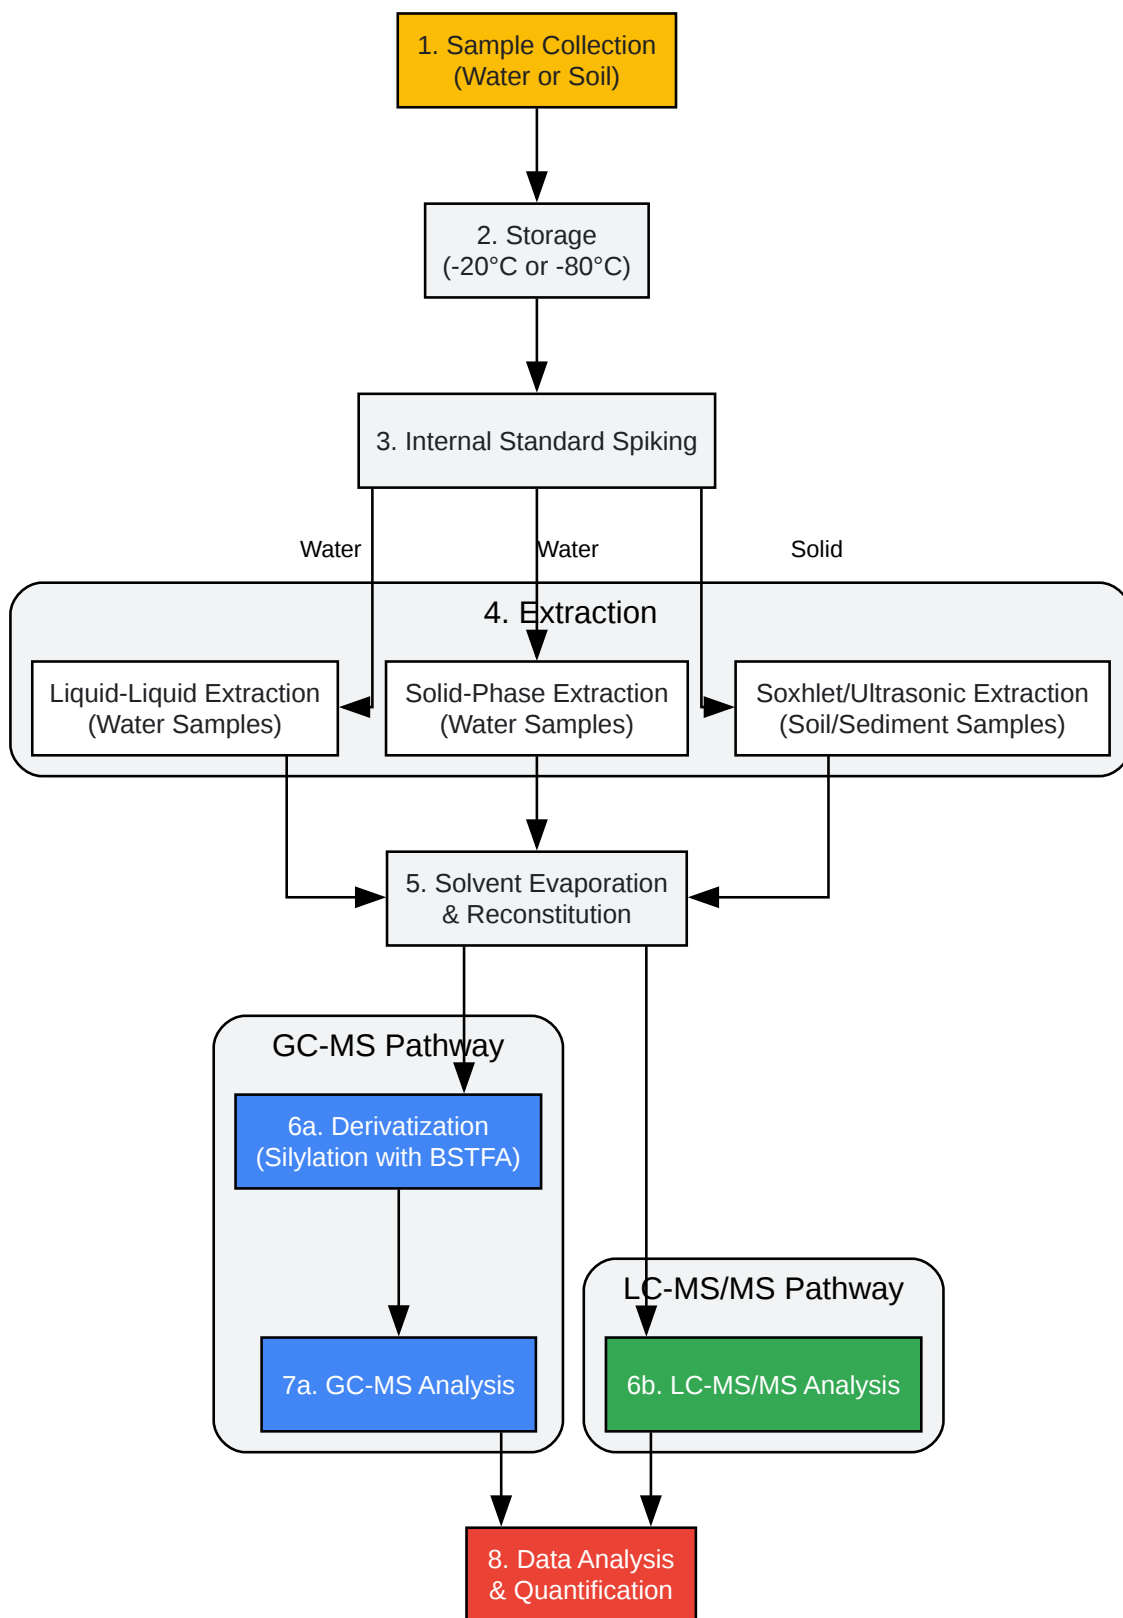 1. Sample Collection
(Water or Soil)
2. Storage
(-20°C or -80°C)
3. Internal Standard Spiking
Water
Water
Solid
4. Extraction
Liquid-Liquid Extraction
(Water Samples)
Solid-Phase Extraction
(Water Samples)
Soxhlet/Ultrasonic Extraction
(Soil/Sediment Samples)
5. Solvent Evaporation
& Reconstitution
GC-MS Pathway
6a. Derivatization
(Silylation with BSTFA)
7a. GC-MS Analysis
LC-MS/MS Pathway
6b. LC-MS/MS Analysis
8. Data Analysis
& Quantification